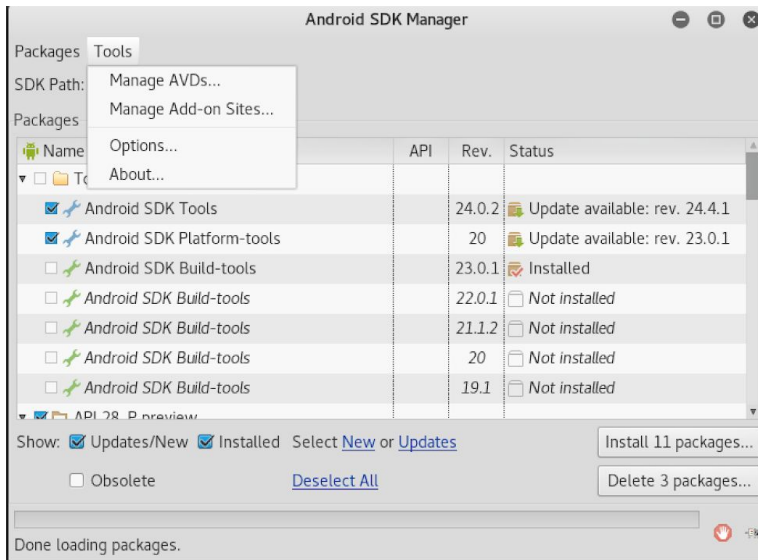 Android SDK Manager
Packages Tools
SDK Path:
Manage AVDs...
Manage Add-on Sites...
Options...
About...
Packages
Name API Rev. Status
Android SDK Tools 24.0.2 Update available: rev. 24.4.1
Android SDK Platform-tools 20 Update available: rev. 23.0.1
Android SDK Build-tools 23.0.1 Installed
Android SDK Build-tools 22.0.1 Not installed
Android SDK Build-tools 21.1.2 Not installed
Android SDK Build-tools 20 Not installed
Android SDK Build-tools 19.1 Not installed
API 28, P preview
Show: Updates/New Installed Select New or Updates Install 11 packages...
Obsolete Deselect All Delete 3 packages...
Done loading packages.